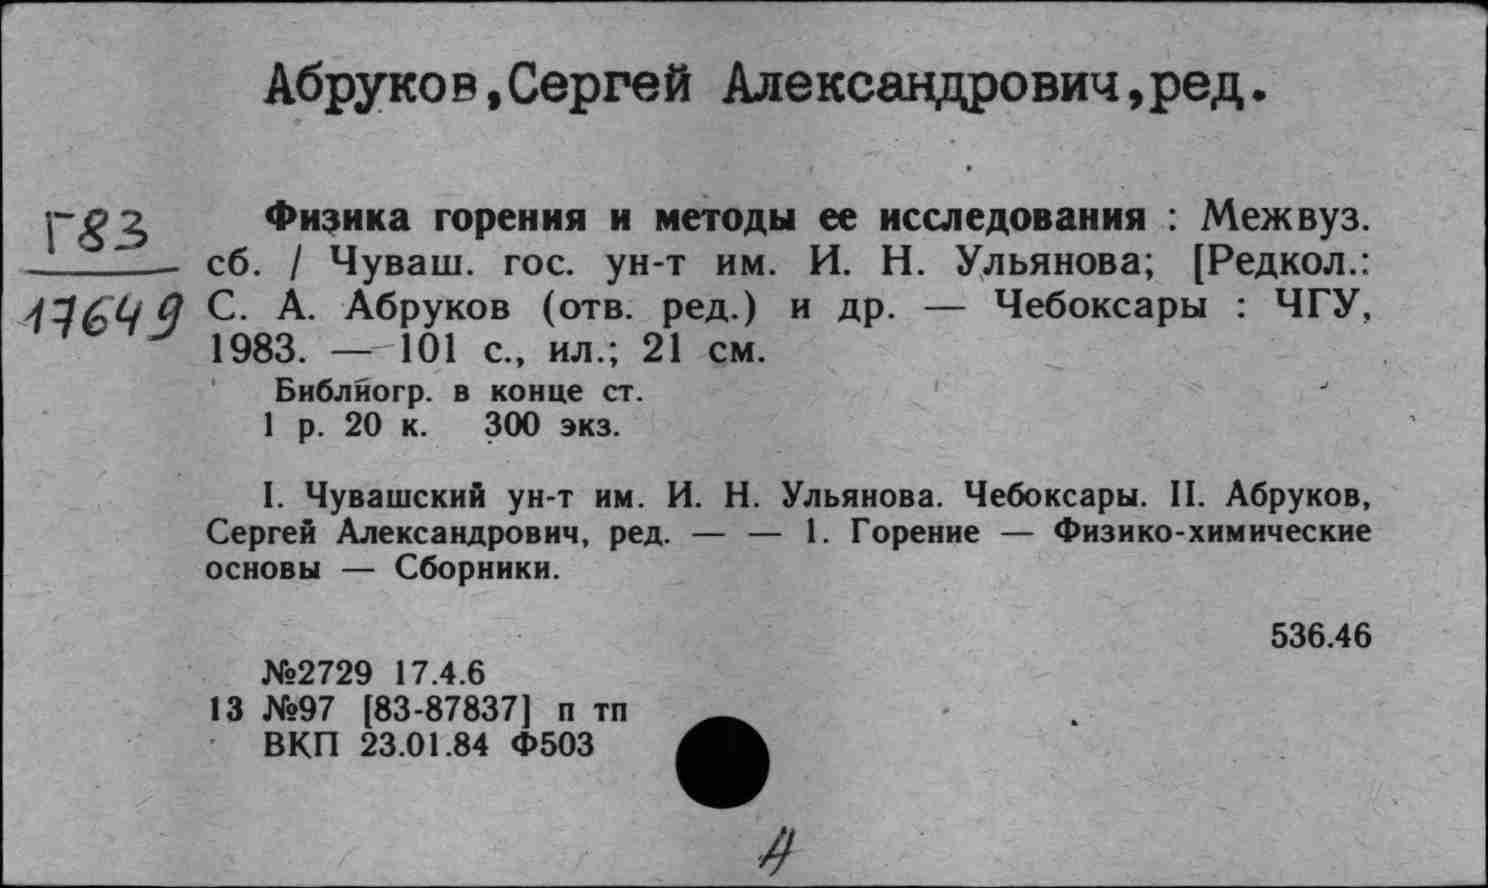 Абруков,Сергей Александрович,ред.
Г83
17649
Физика горения и методы ее исследования : Межвуз.
сб. / Чуваш. гос. ун-т им. И. Н. Ульянова; [Редкол.:
С. А. Абруков (отв. ред.) и др. — Чебоксары : ЧГУ,
1983. — 101 с., ил.; 21 см.
Библиогр. в конце ст.
1 р. 20 к. 300 экз.
I. Чувашский ун-т им. И. Н. Ульянова. Чебоксары. II. Абруков,
Сергей Александрович, ред. — — 1. Горение — Физико-химические
основы — Сборники.
536.46
№2729 17.4.6
13 №97 [83-87837] п тп
ВКП 23.01.84 Ф503